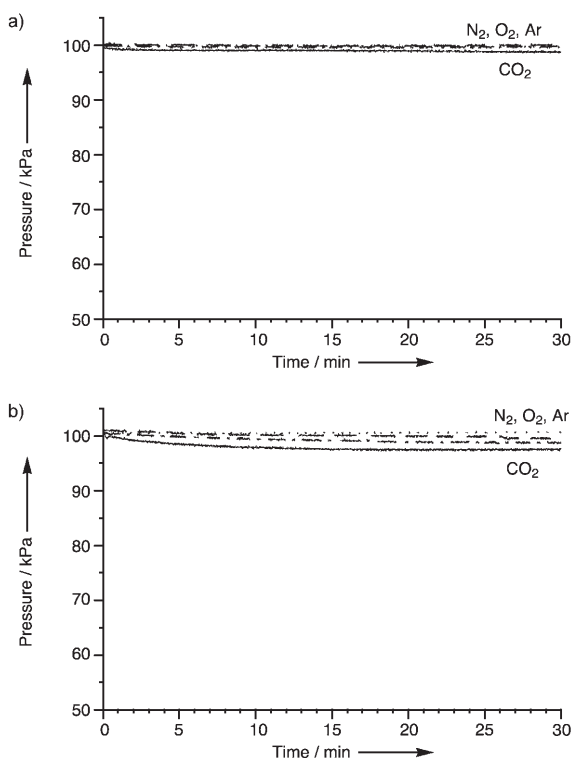 a)
N₂, O₂, Ar
CO₂
100
90
80
70
60
50
Pressure / kPa
0 5 10 15 20 25 30
Time / min
b)
N₂, O₂, Ar
CO₂
100
90
80
70
60
50
Pressure / kPa
0 5 10 15 20 25 30
Time / min